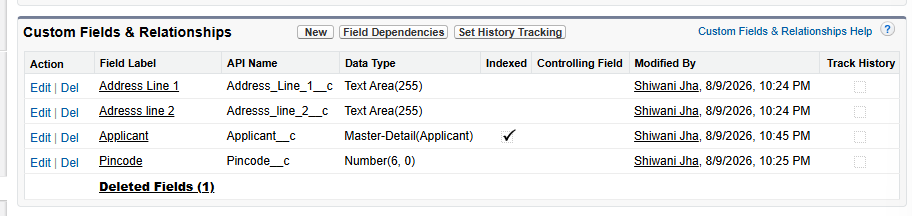 Custom Fields & Relationships New Field Dependencies Set History Tracking Custom Fields & Relationships Help ?
Action Field Label API Name Data Type Indexed Controlling Field Modified By Track History
Edit | Del Address Line 1 Address_Line_1__c Text Area(255) Shiwani Jha, 8/9/2026, 10:24 PM
Edit | Del Adresss line 2 Adresss_line_2__c Text Area(255) Shiwani Jha, 8/9/2026, 10:24 PM
Edit | Del Applicant Applicant__c Master-Detail(Applicant) Shiwani Jha, 8/9/2026, 10:45 PM
Edit | Del Pincode Pincode__c Number(6, 0) Shiwani Jha, 8/9/2026, 10:25 PM
Deleted Fields (1)